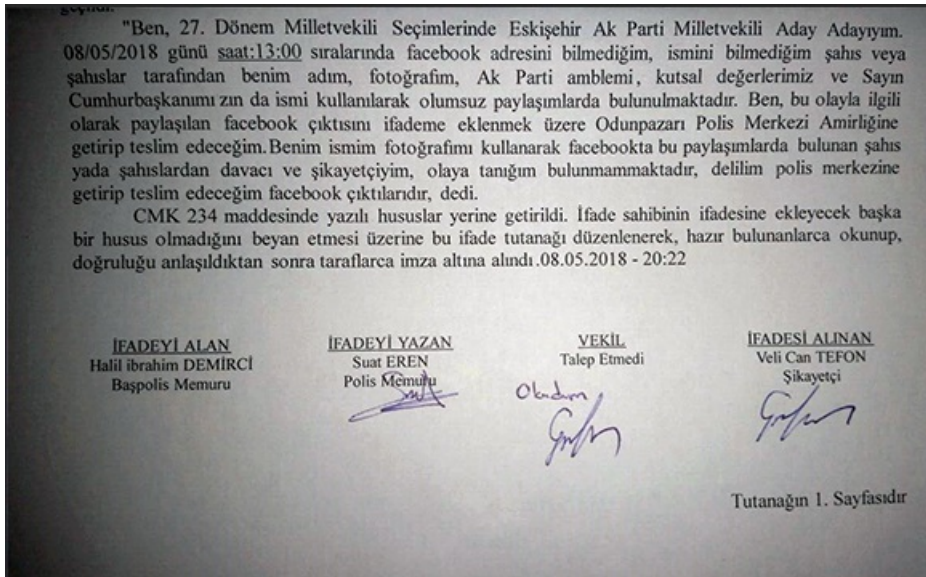 "Ben, 27. Dönem Milletvekili Seçimlerinde Eskişehir Ak Parti Milletvekili Aday Adayıyım.
08/05/2018 günü saat:13:00 sıralarında facebook adresini bilmediğim, ismini bilmediğim şahıs veya
şahıslar tarafından benim adım, fotoğrafım, Ak Parti amblemi, kutsal değerlerimiz ve Sayın
Cumhurbaşkanımı zın da ismi kullanılarak olumsuz paylaşımlarda bulunulmaktadır. Ben, bu olayla ilgili
olarak paylaşılan facebook çıktısını ifademe eklenmek üzere Odunpazarı Polis Merkezi Amirliğine
getirip teslim edeceğim.Benim ismim fotoğrafımı kullanarak facebookta bu paylaşımlarda bulunan şahıs
yada şahıslardan davacı ve şikayetçiyim, olaya tanığım bulunmammaktadır, delilim polis merkezine
getirip teslim edeceğim facebook çıktılarıdır, dedi.
CMK 234 maddesinde yazılı hususlar yerine getirildi. İfade sahibinin ifadesine ekleyecek başka
bir husus olmadığını beyan etmesi üzerine bu ifade tutanağı düzenlenerek, hazır bulunanlarca okunup,
doğruluğu anlaşıldıktan sonra taraflarca imza altına alındı.08.05.2018 - 20:22
İFADEYİ ALAN İFADEYİ YAZAN VEKİL İFADESİ ALINAN
Halil ibrahim DEMİRCİ Suat EREN Talep Etmedi Veli Can TEFON
Başpolis Memuru Polis Memuru Şikayetçi
Okudum
Tutanağın 1. Sayfasıdır